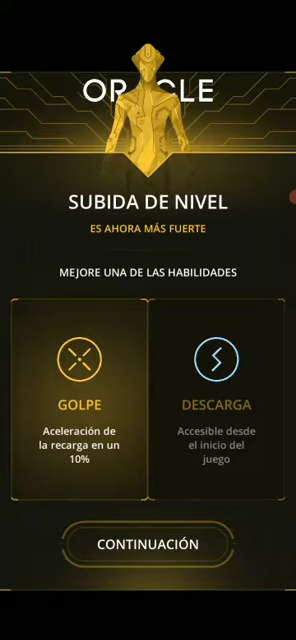 ORACLE
SUBIDA DE NIVEL
ES AHORA MÁS FUERTE
MEJORE UNA DE LAS HABILIDADES
GOLPE
Aceleración de
la recarga en un
10%
DESCARGA
Accesible desde
el inicio del
juego
CONTINUACIÓN